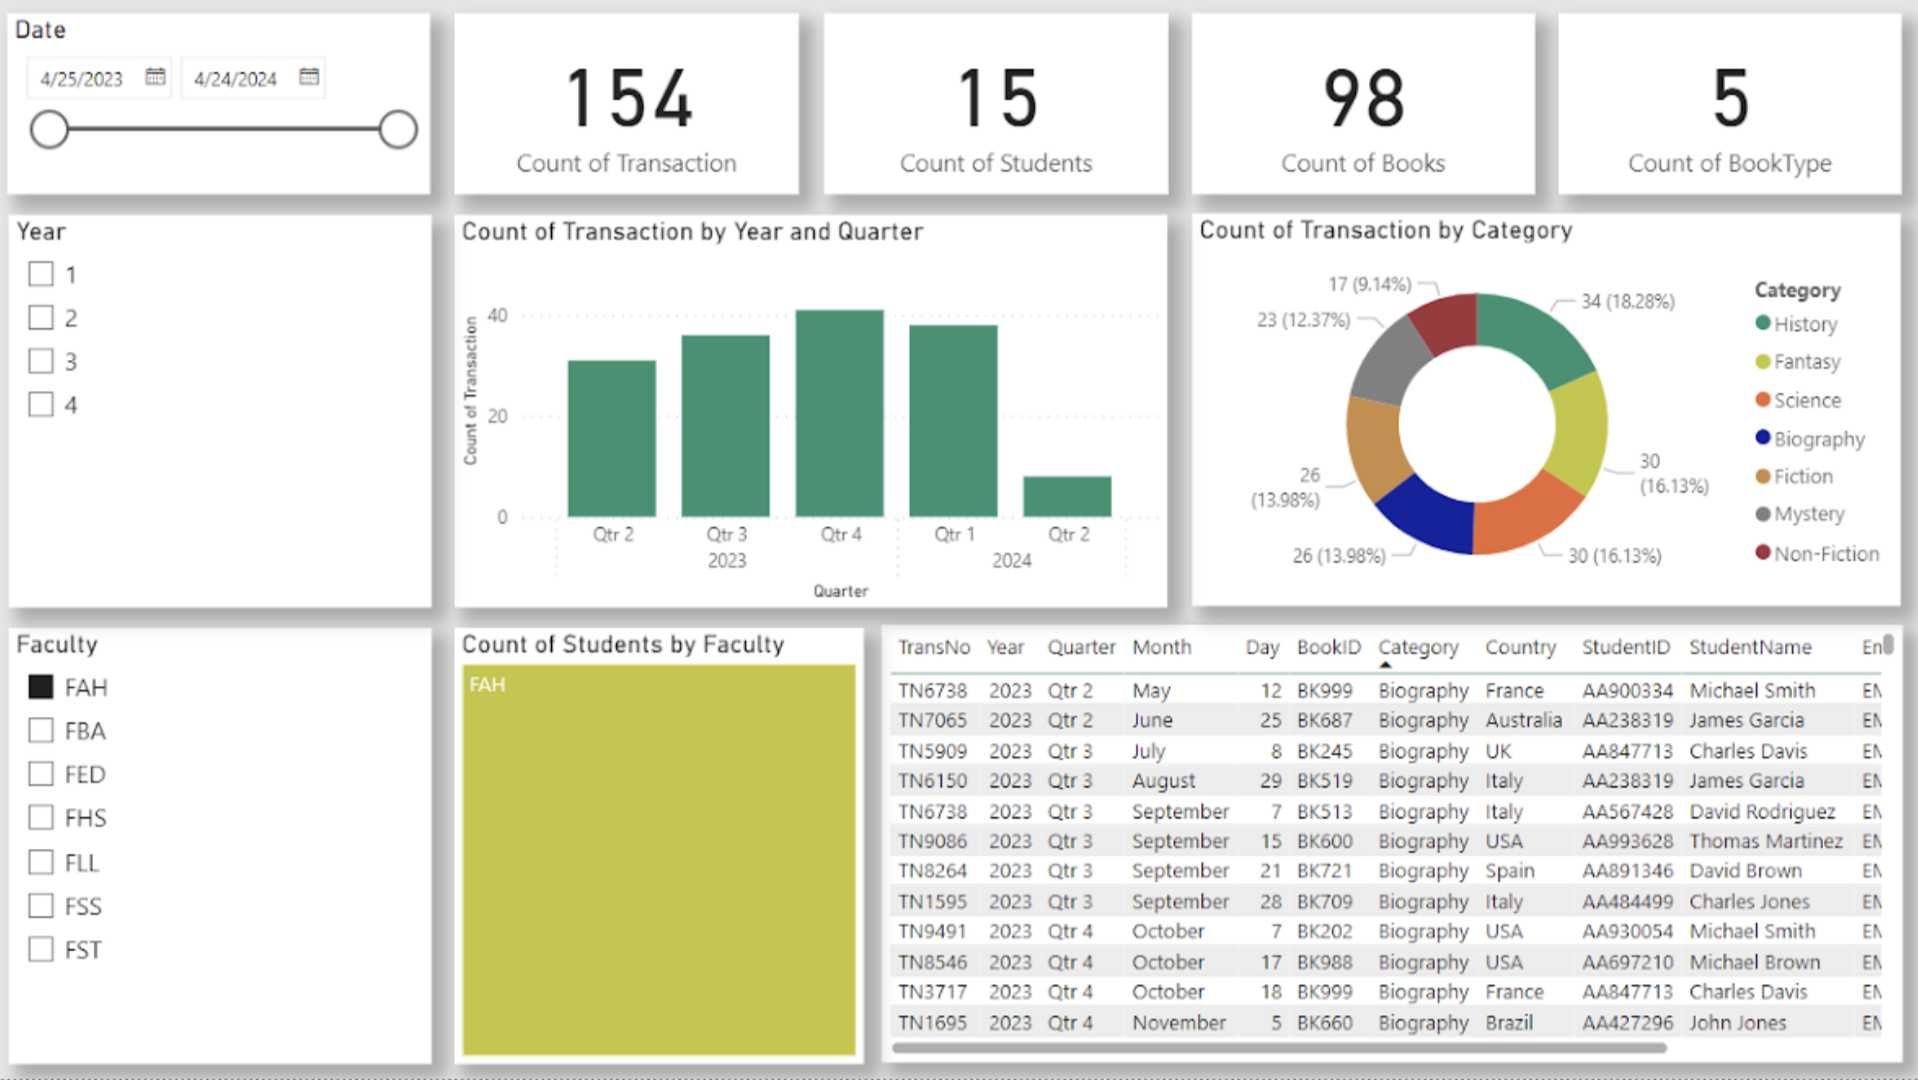 Date
4/25/2023 4/24/2024
154
Count of Transaction
15
Count of Students
98
Count of Books
5
Count of BookType
Year
1
2
3
4
Count of Transaction by Year and Quarter
Count of Transaction
40
20
0
Qtr 2 Qtr 3 Qtr 4 Qtr 1 Qtr 2
2023 2024
Quarter
Count of Transaction by Category
17 (9.14%)
34 (18.28%)
23 (12.37%)
30
(16.13%)
26
(13.98%)
26 (13.98%)
30 (16.13%)
Category
History
Fantasy
Science
Biography
Fiction
Mystery
Non-Fiction
Faculty
FAH
FBA
FED
FHS
FLL
FSS
FST
Count of Students by Faculty
FAH
TransNo Year Quarter Month Day BookID Category Country StudentID StudentName En
TN6738 2023 Qtr 2 May 12 BK999 Biography France AA900334 Michael Smith EM
TN7065 2023 Qtr 2 June 25 BK687 Biography Australia AA238319 James Garcia EM
TN5909 2023 Qtr 3 July 8 BK245 Biography UK AA847713 Charles Davis EM
TN6150 2023 Qtr 3 August 29 BK519 Biography Italy AA238319 James Garcia EM
TN6738 2023 Qtr 3 September 7 BK513 Biography Italy AA567428 David Rodriguez EM
TN9086 2023 Qtr 3 September 15 BK600 Biography USA AA993628 Thomas Martinez EM
TN8264 2023 Qtr 3 September 21 BK721 Biography Spain AA891346 David Brown EM
TN1595 2023 Qtr 3 September 28 BK709 Biography Italy AA484499 Charles Jones EM
TN9491 2023 Qtr 4 October 7 BK202 Biography USA AA930054 Michael Smith EM
TN8546 2023 Qtr 4 October 17 BK988 Biography USA AA697210 Michael Brown EM
TN3717 2023 Qtr 4 October 18 BK999 Biography France AA847713 Charles Davis EM
TN1695 2023 Qtr 4 November 5 BK660 Biography Brazil AA427296 John Jones EM